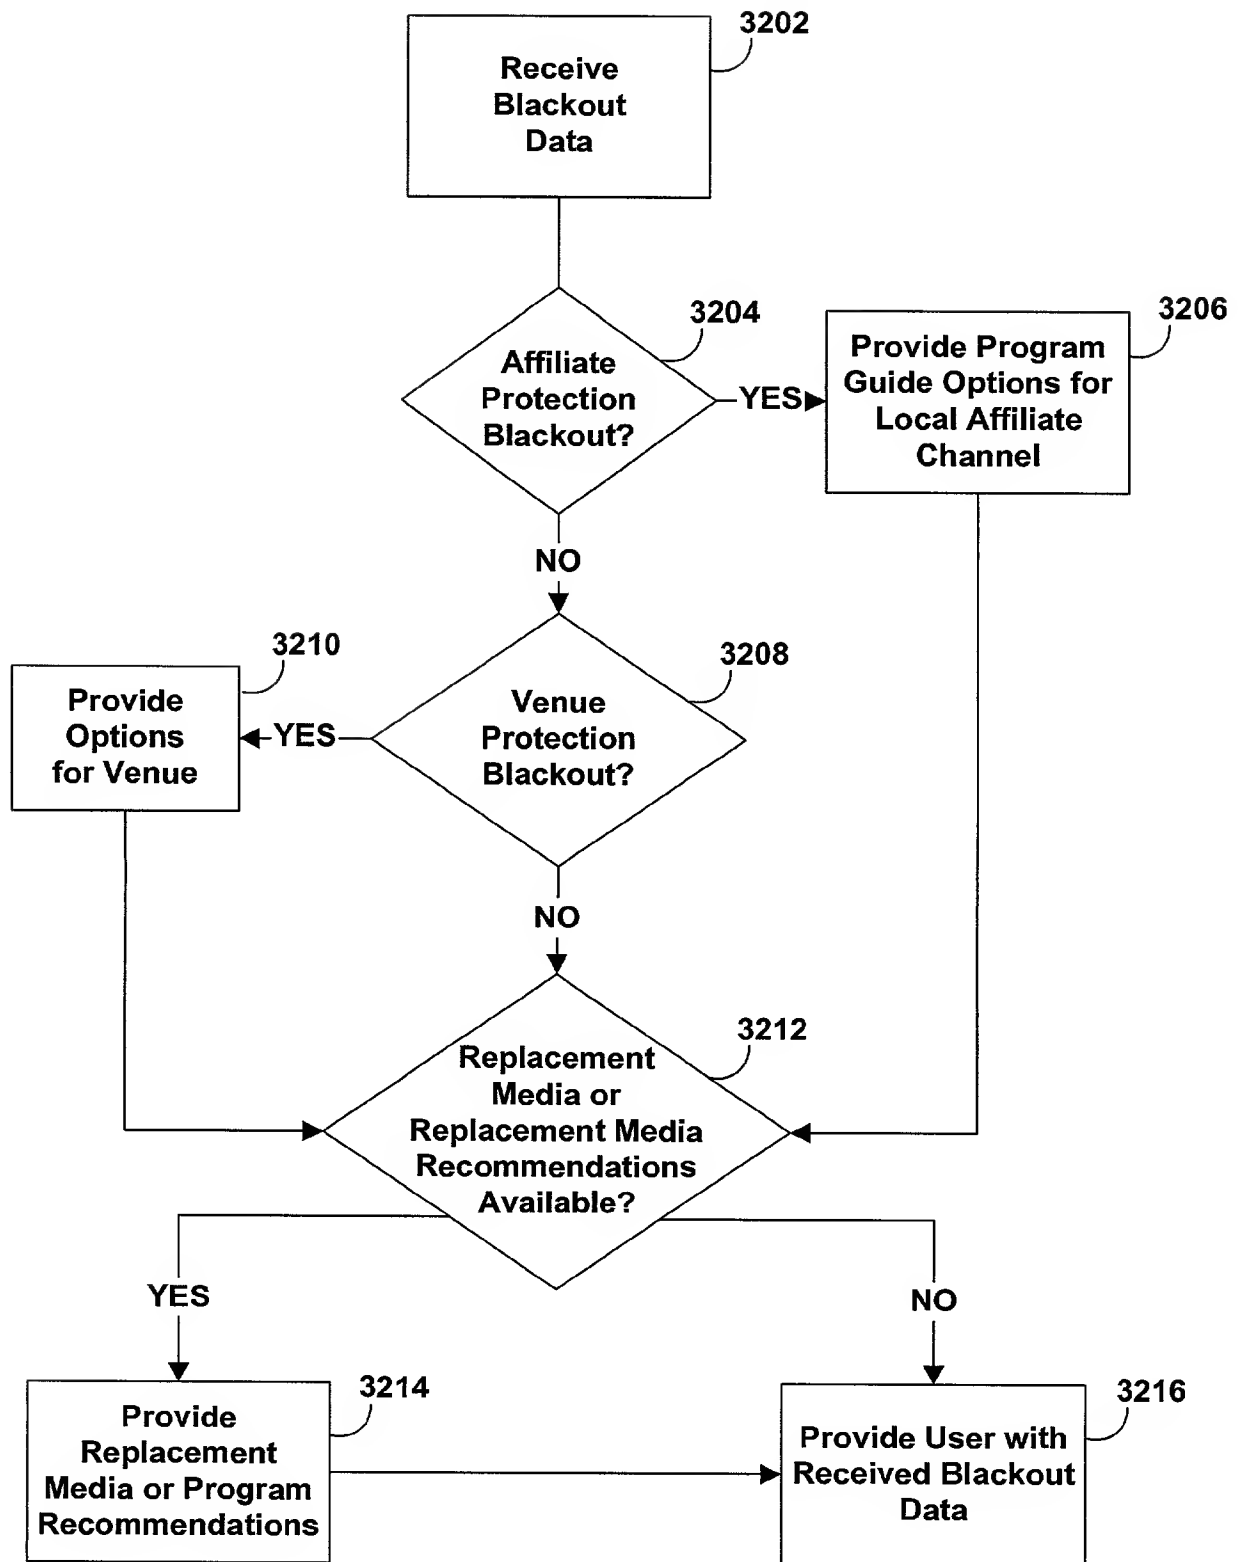 3202
Receive
Blackout
Data
3204
Affiliate
Protection
Blackout?
YES
3206
Provide Program
Guide Options for
Local Affiliate
Channel
NO
3208
Venue
Protection
Blackout?
YES
3210
Provide
Options
for Venue
NO
3212
Replacement
Media or
Replacement Media
Recommendations
Available?
YES
NO
3214
Provide
Replacement
Media or Program
Recommendations
3216
Provide User with
Received Blackout
Data